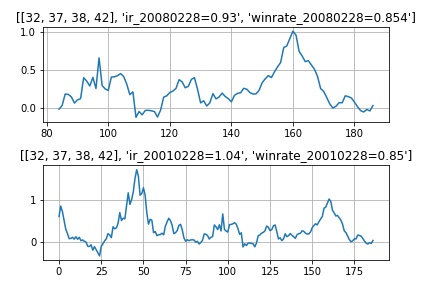 [[32, 37, 38, 42], 'ir_20080228=0.93', 'winrate_20080228=0.854']
1.0
0.5
0.0
80 100 120 140 160 180
[[32, 37, 38, 42], 'ir_20010228=1.04', 'winrate_20010228=0.85']
1
0
0 25 50 75 100 125 150 175